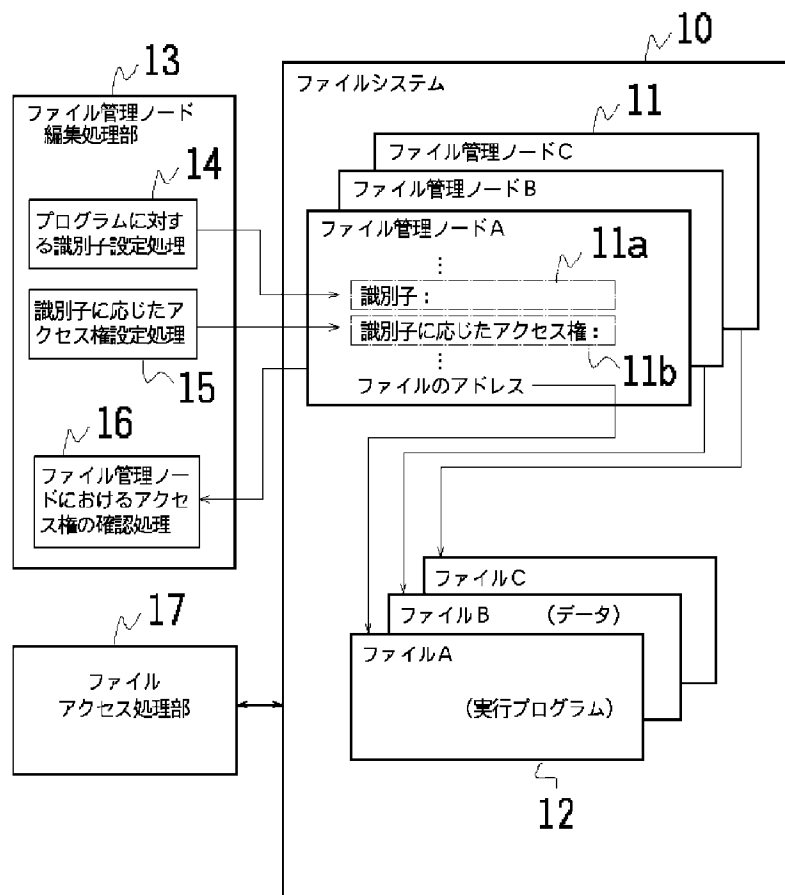 10
ファイルシステム
13
ファイル管理ノード
編集処理部
14
プログラムに対す
る識別子設定処理
識別子に応じたア
クセス権設定処理
15
16
ファイル管理ノー
ドにおけるアクセ
ス権の確認処理
17
ファイル
アクセス処理部
11
ファイル管理ノードC
ファイル管理ノードB
ファイル管理ノードA
⋮
11a
識別子：
識別子に応じたアクセス権：
⋮
11b
ファイルのアドレス
ファイルC
ファイルB （データ）
ファイルA
（実行プログラム）
12